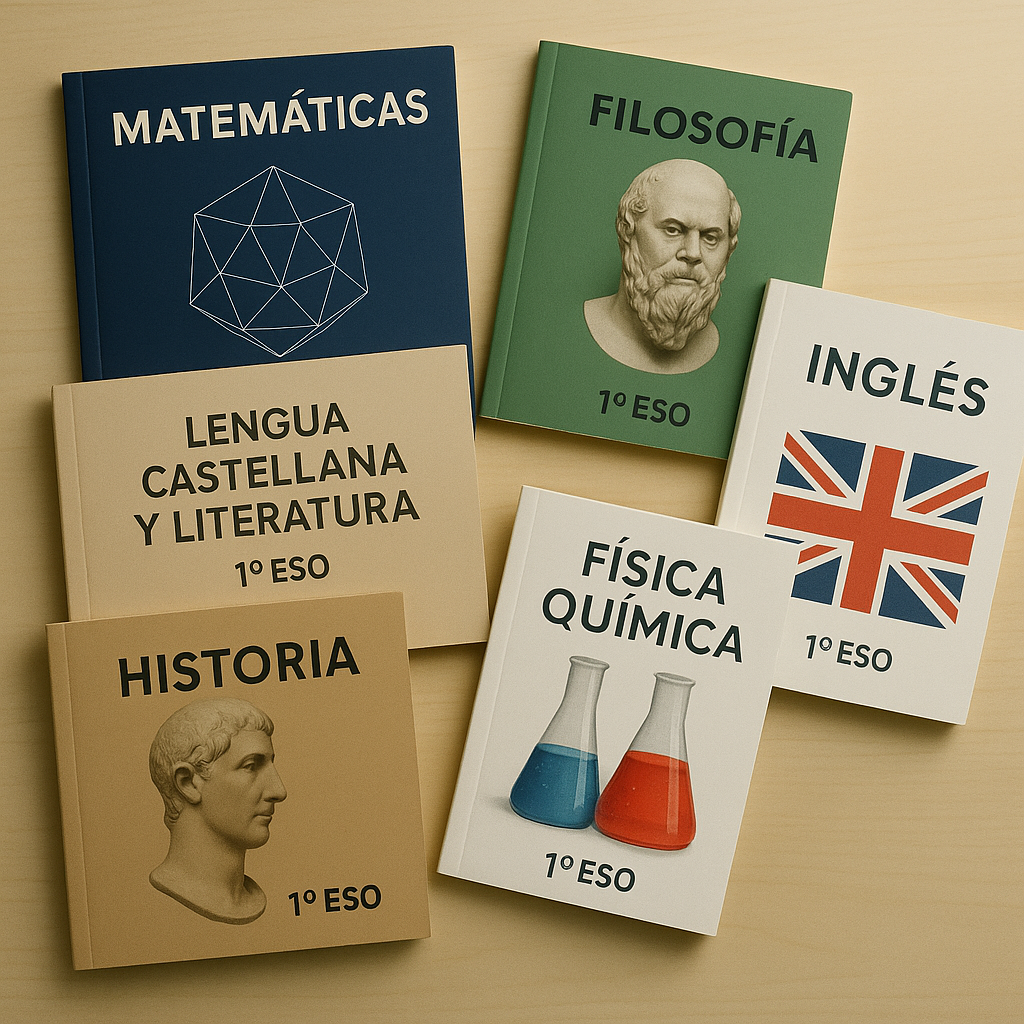 MATEMÁTICAS
FILOSOFÍA
1º ESO
INGLÉS
1º ESO
LENGUA
CASTELLANA
Y LITERATURA
1º ESO
FÍSICA
QUÍMICA
1º ESO
HISTORIA
1º ESO